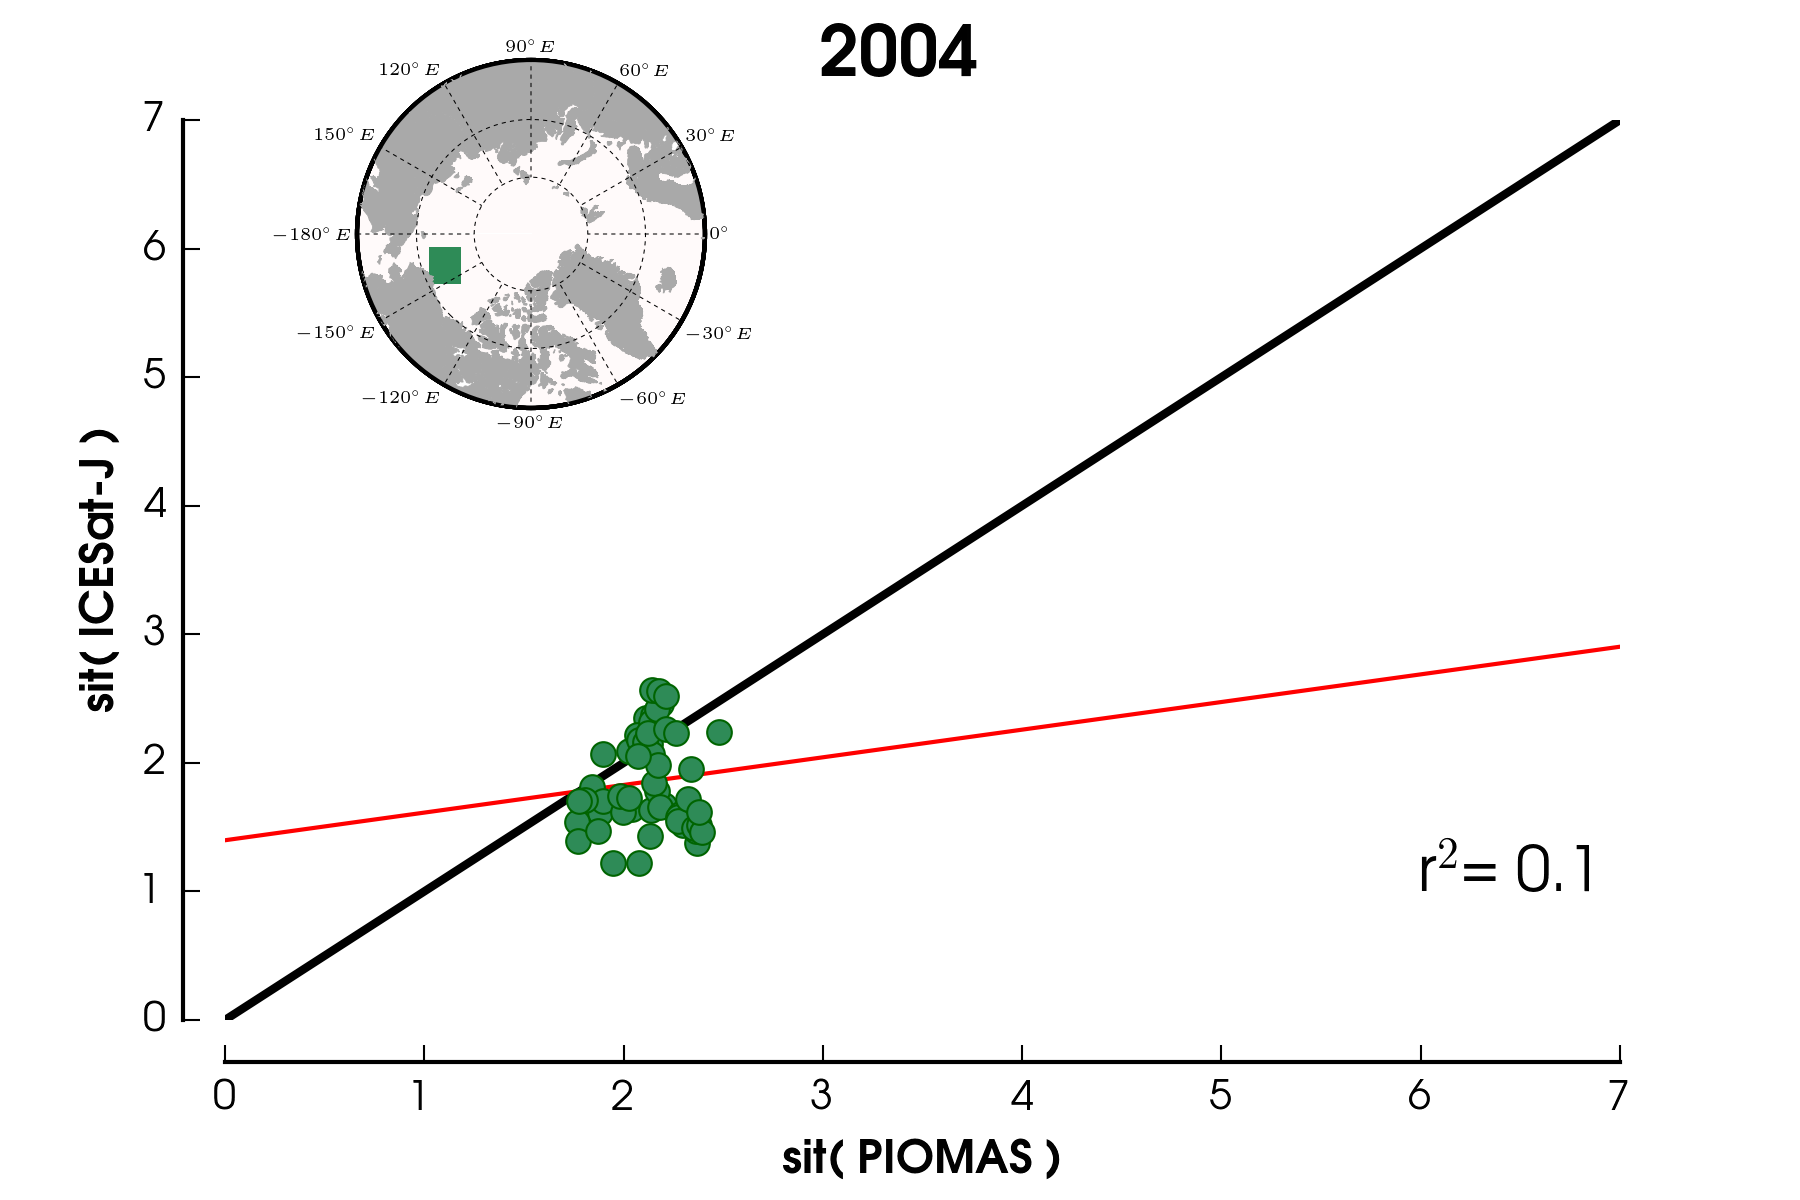 2004
90° E
120° E
60° E
150° E
30° E
−180° E
0°
−150° E
−30° E
−120° E
−60° E
−90° E
7
6
5
4
3
2
1
0
sit( ICESat-J )
r²= 0.1
0 1 2 3 4 5 6 7
sit( PIOMAS )